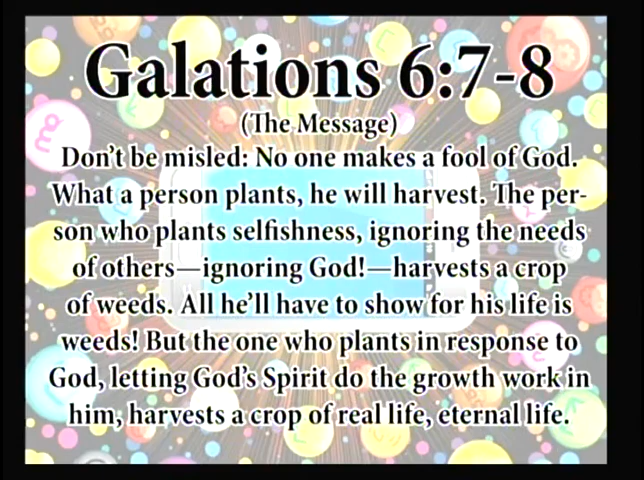 Galations 6:7-8
(The Message)
Don't be misled: No one makes a fool of God.
What a person plants, he will harvest. The per-
son who plants selfishness, ignoring the needs
of others—ignoring God!—harvests a crop
of weeds. All he'll have to show for his life is
weeds! But the one who plants in response to
God, letting God's Spirit do the growth work in
him, harvests a crop of real life, eternal life.